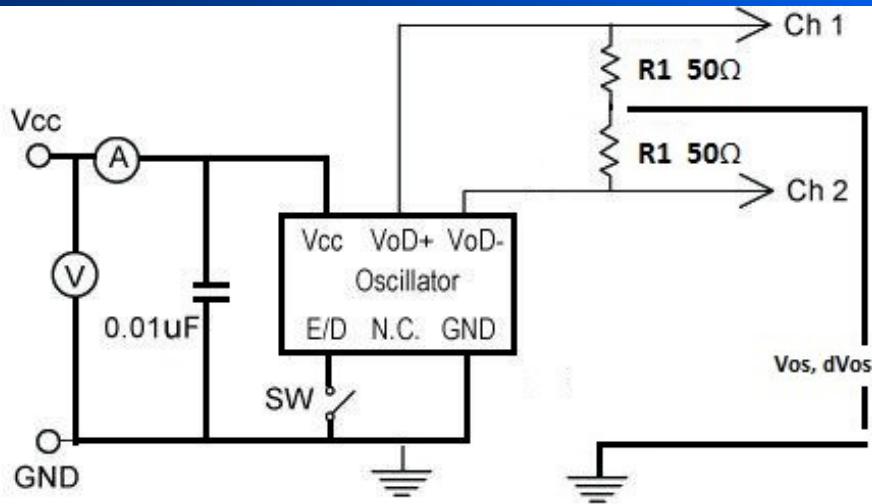 Ch 1
R1 50Ω
Vcc
A
R1 50Ω
Ch 2
Vcc VoD+ VoD-
V
Oscillator
0.01uF
E/D N.C. GND
Vos, dVos
SW
GND